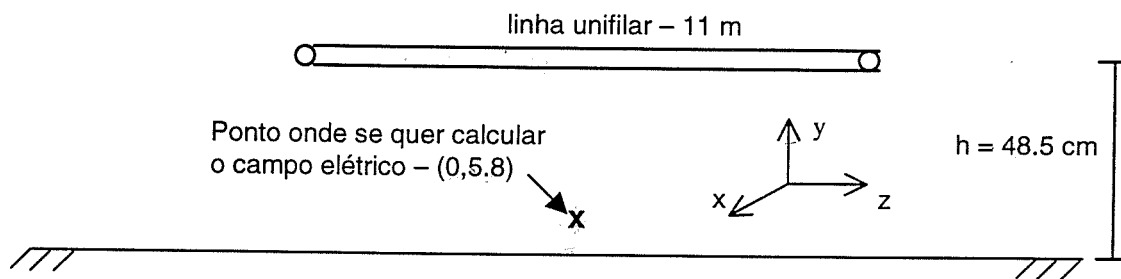 linha unifilar – 11 m
Ponto onde se quer calcular
o campo elétrico – (0,5.8)
y
h = 48.5 cm
x
z
X